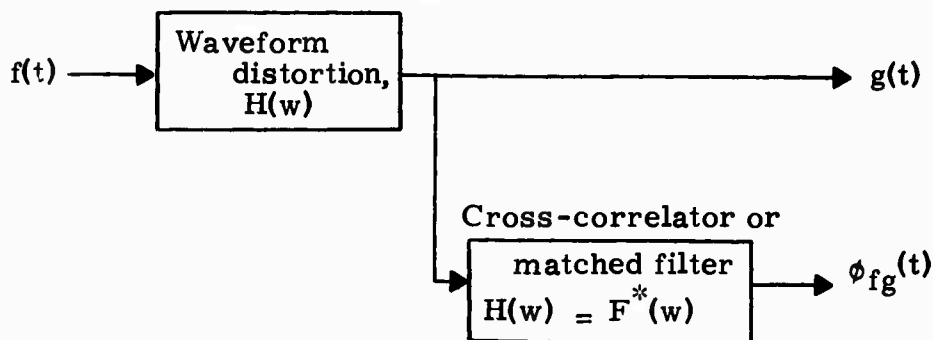 Waveform
distortion,
H(w)
f(t)
g(t)
Cross-correlator or
matched filter
H(w) = F*(w)
ϕfg(t)